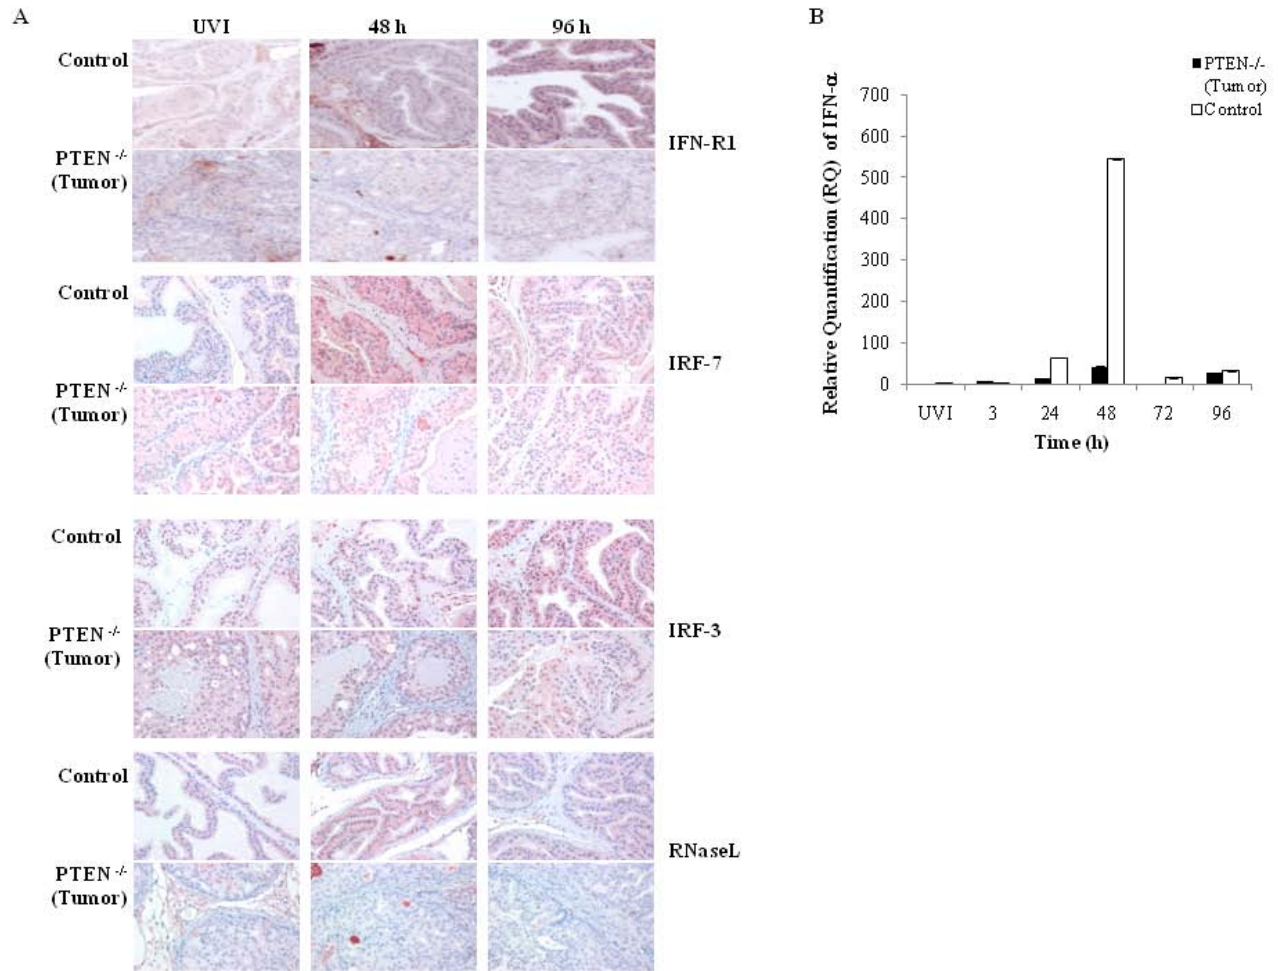 A
UVI 48 h 96 h
Control
PTEN -/-
(Tumor)
IFN-R1
Control
PTEN -/-
(Tumor)
IRF-7
Control
PTEN -/-
(Tumor)
IRF-3
Control
PTEN -/-
(Tumor)
RNaseL
B
PTEN-/-
(Tumor)
Control
Relative Quantification (RQ) of IFN-α
700
600
500
400
300
200
100
0
UVI 3 24 48 72 96
Time (h)